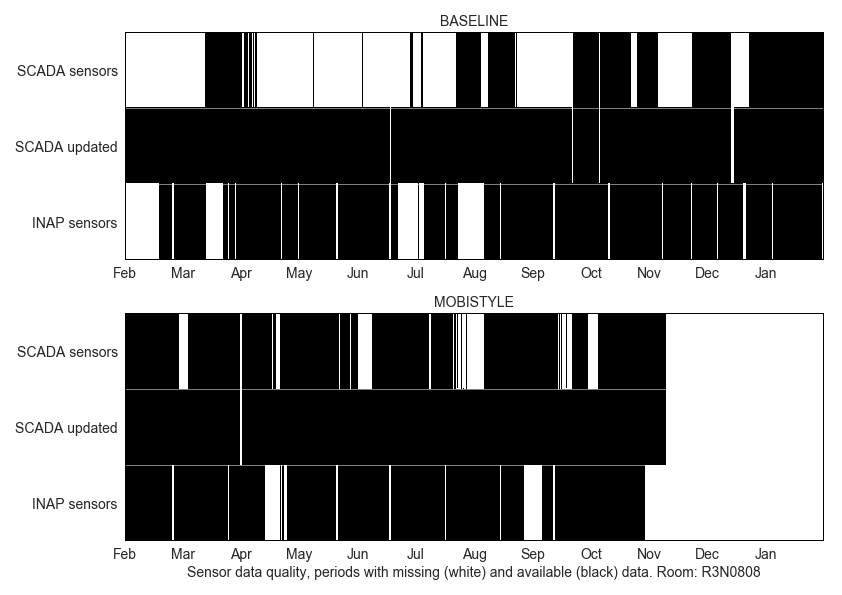 BASELINE
SCADA sensors
SCADA updated
INAP sensors
Feb Mar Apr May Jun Jul Aug Sep Oct Nov Dec Jan
MOBISTYLE
SCADA sensors
SCADA updated
INAP sensors
Feb Mar Apr May Jun Jul Aug Sep Oct Nov Dec Jan
Sensor data quality, periods with missing (white) and available (black) data. Room: R3N0808